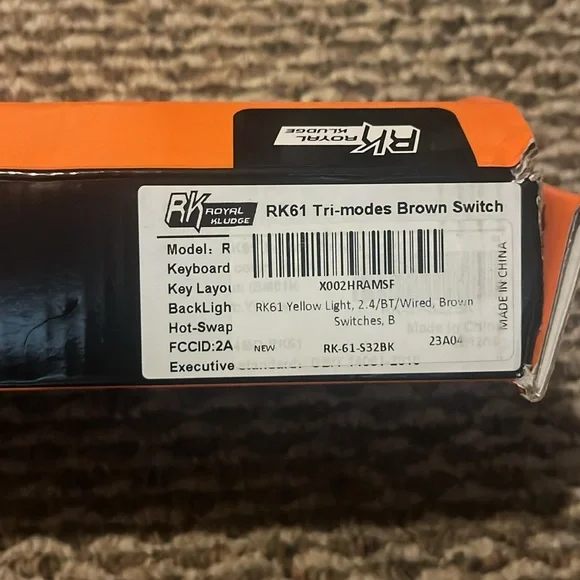 RK ROYAL KLUDGE
RK ROYAL KLUDGE RK61 Tri-modes Brown Switch
Model: R
Keyboard
Key Layou
BackLight
Hot-Swap
FCCID:2A
Executive
X002HRAMSF
RK61 Yellow Light, 2.4/BT/Wired, Brown
Switches, B
NEW RK-61-S32BK 23A04
MADE IN CHINA